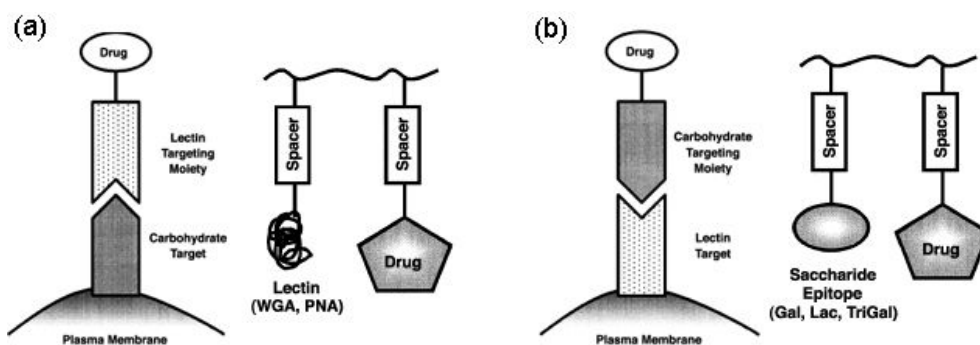 (a)
Drug
Lectin
Targeting
Moiety
Carbohydrate
Target
Plasma Membrane
Spacer
Spacer
Lectin
(WGA, PNA)
Drug
(b)
Drug
Carbohydrate
Targeting
Moiety
Lectin
Target
Plasma Membrane
Spacer
Spacer
Saccharide
Epitope
(Gal, Lac, TriGal)
Drug